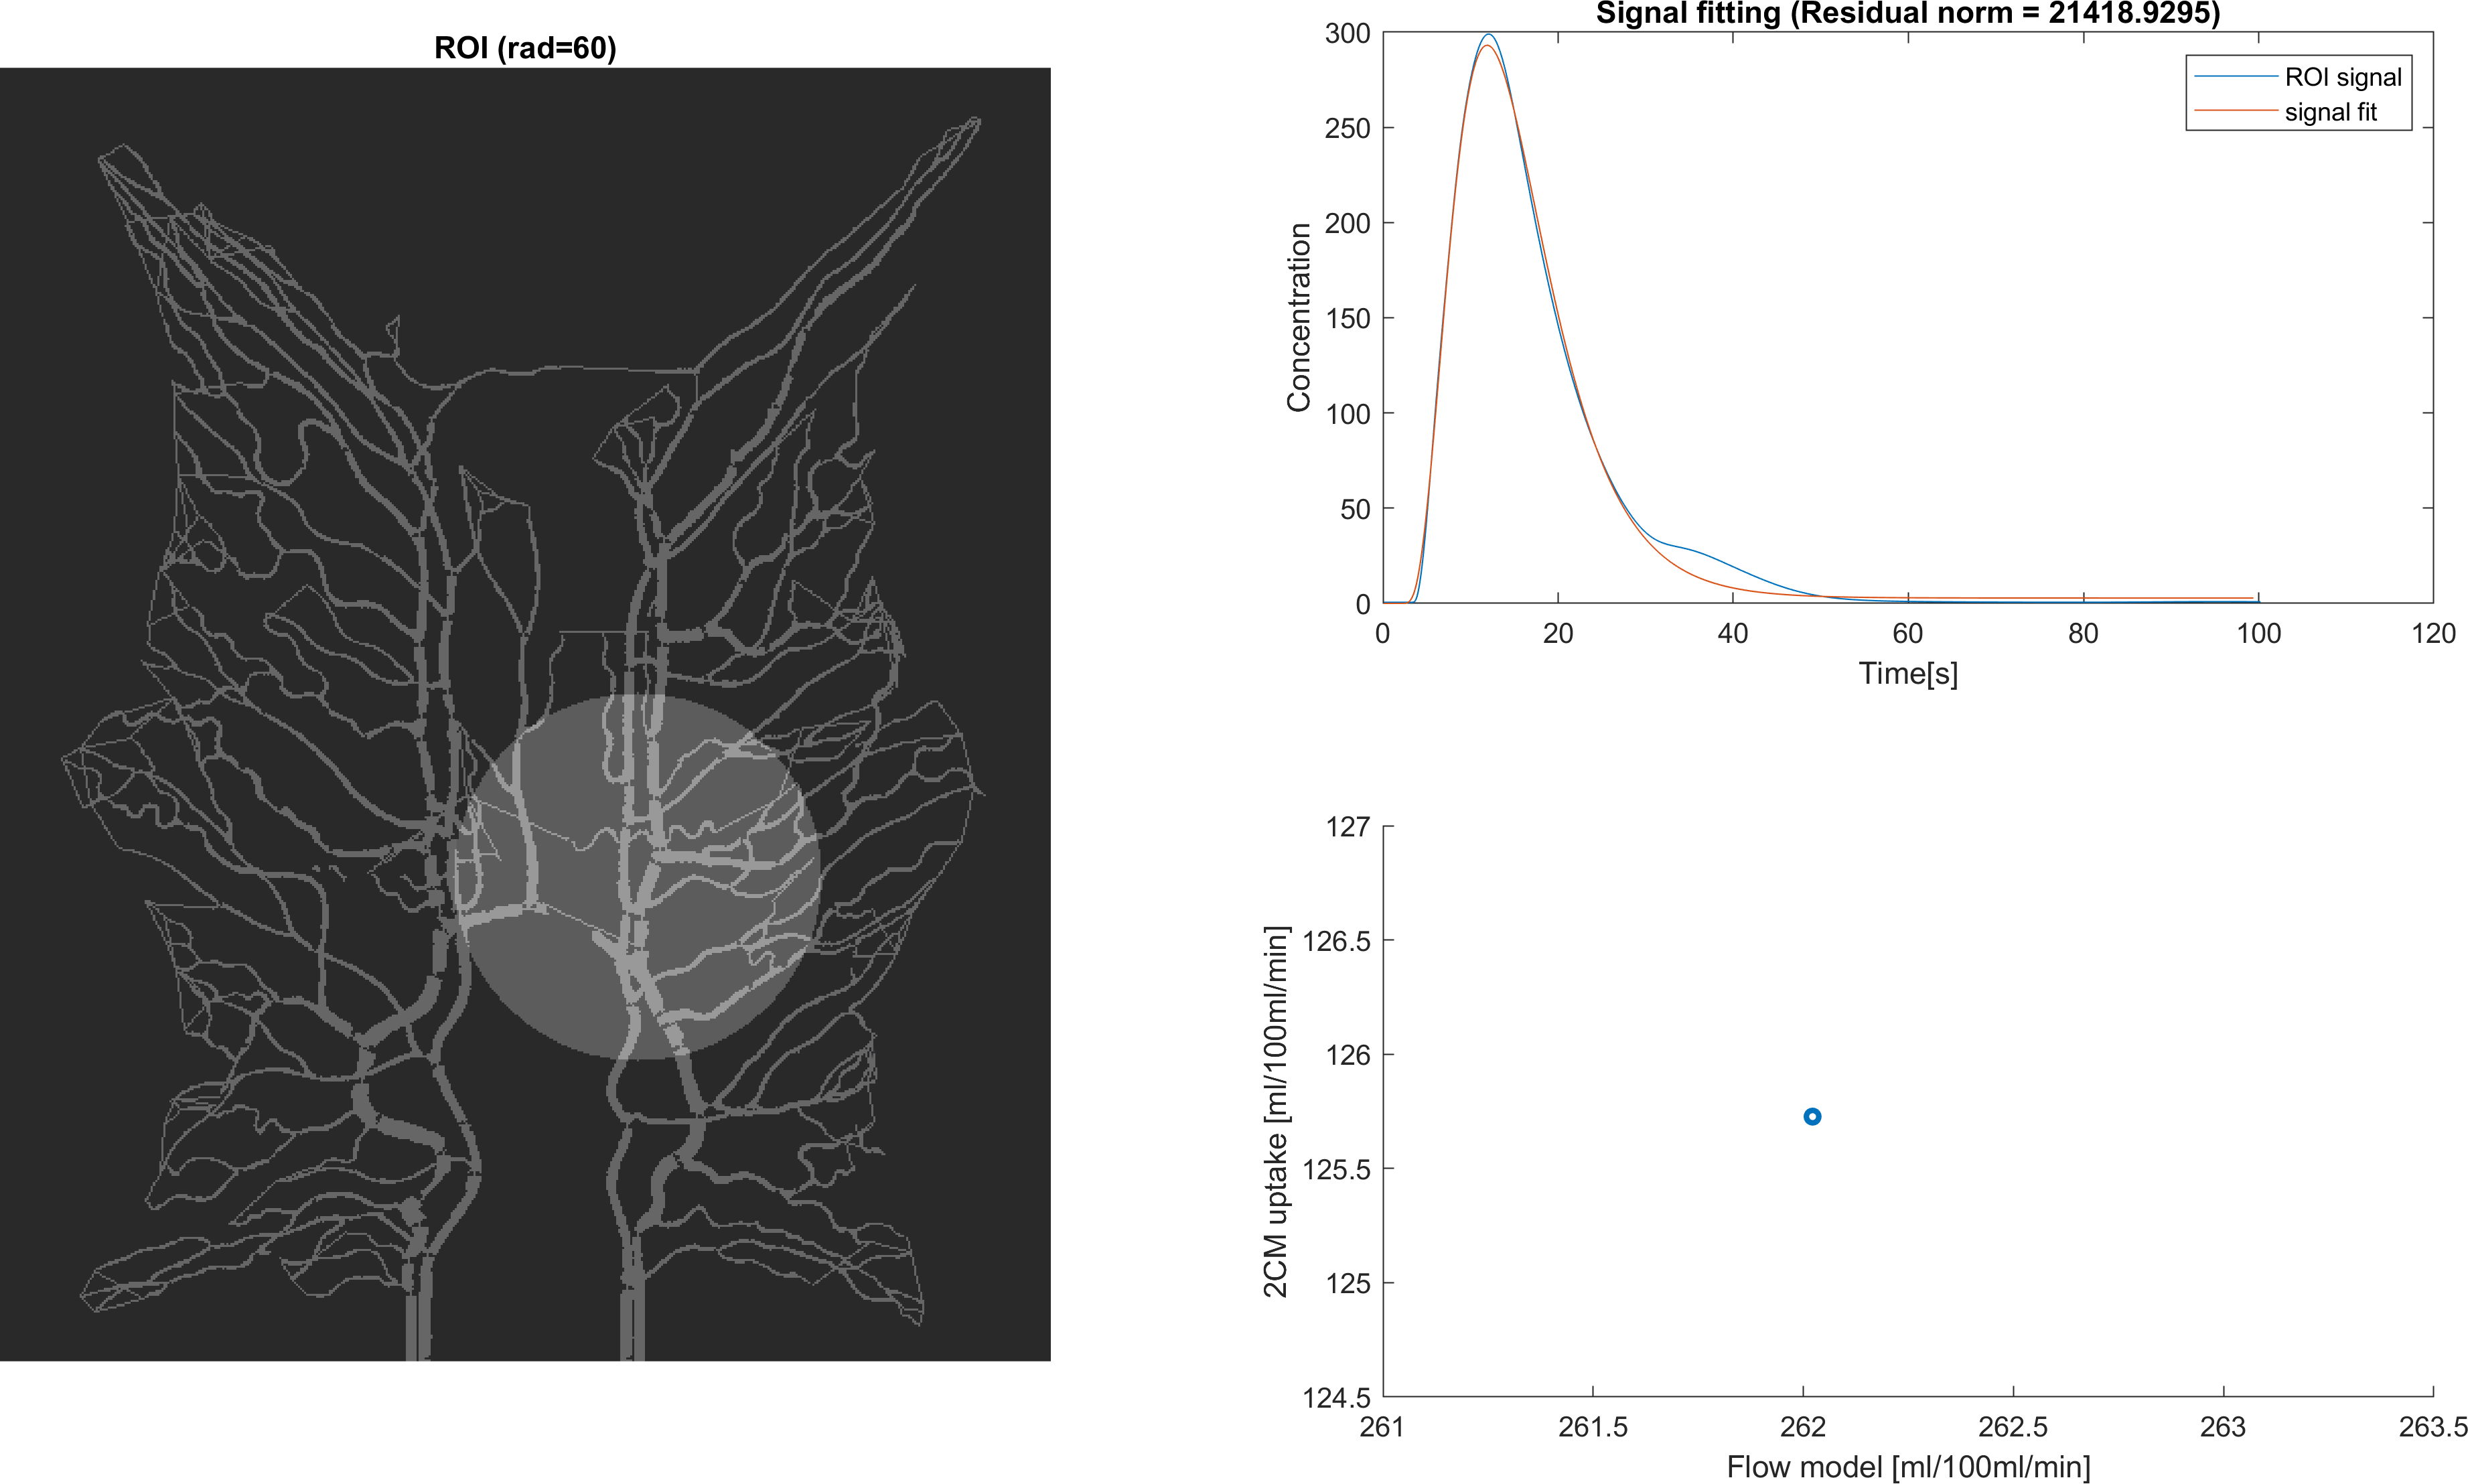 ROI (rad=60)
Signal fitting (Residual norm = 21418.9295)
300
250
200
150
100
50
0
Concentration
ROI signal
signal fit
0 20 40 60 80 100 120
Time[s]
127
126.5
126
125.5
125
124.5
2CM uptake [ml/100ml/min]
261 261.5 262 262.5 263 263.5
Flow model [ml/100ml/min]